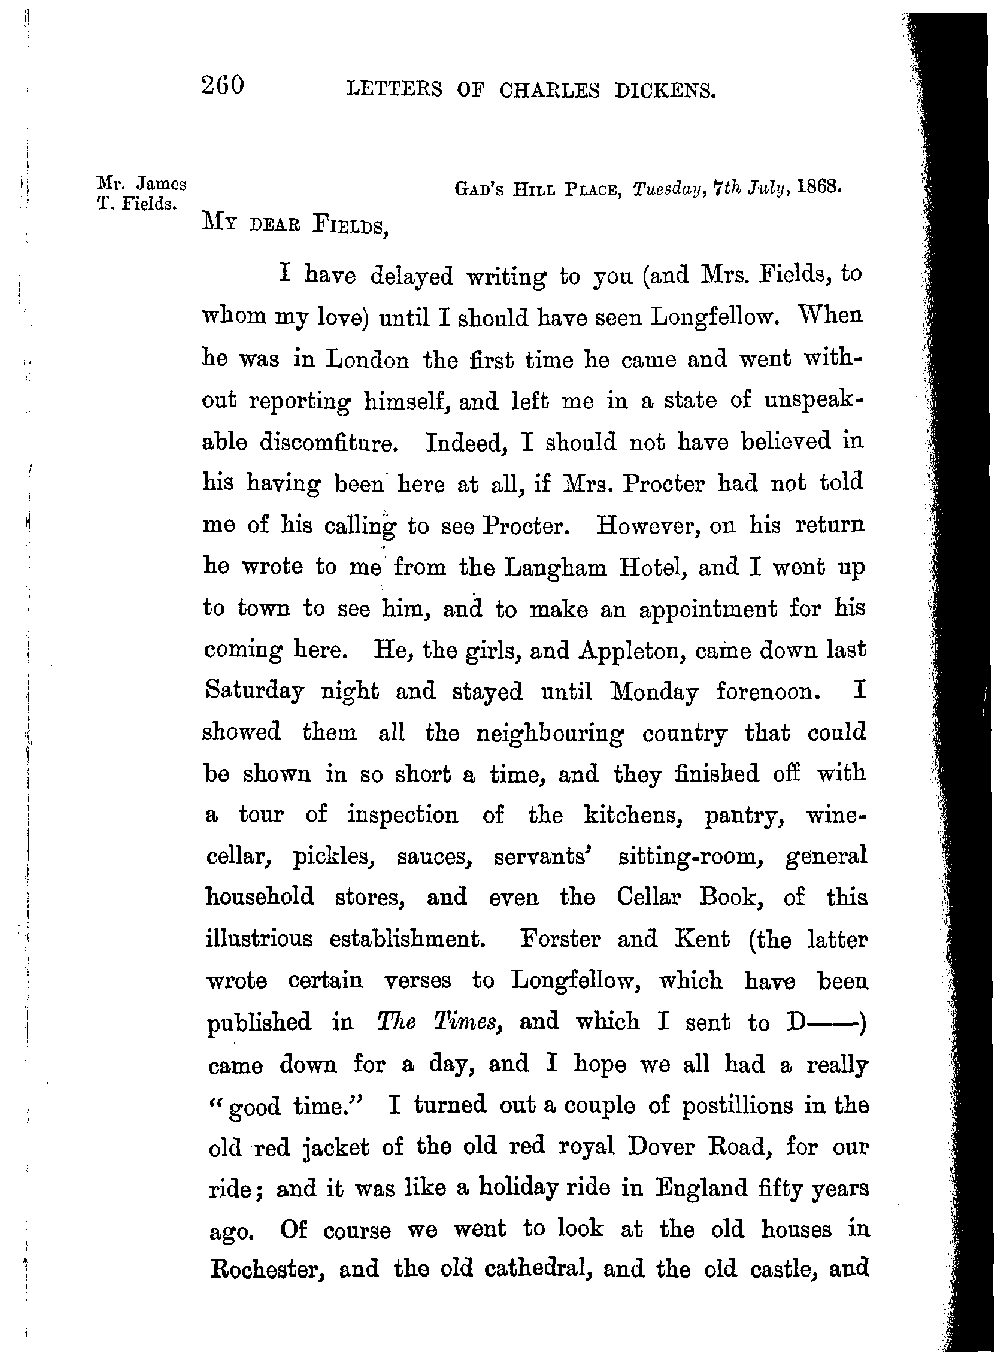 260 LETTERS OF CHARLES DICKENS.
Mr. James
T. Fields.
GAD'S HILL PLACE, Tuesday, 7th July, 1868.
MY DEAR FIELDS,
I have delayed writing to you (and Mrs. Fields, to
whom my love) until I should have seen Longfellow. When
he was in London the first time he came and went with-
out reporting himself, and left me in a state of unspeak-
able discomfiture. Indeed, I should not have believed in
his having been here at all, if Mrs. Procter had not told
me of his calling to see Procter. However, on his return
he wrote to me from the Langham Hotel, and I went up
to town to see him, and to make an appointment for his
coming here. He, the girls, and Appleton, came down last
Saturday night and stayed until Monday forenoon. I
showed them all the neighbouring country that could
be shown in so short a time, and they finished off with
a tour of inspection of the kitchens, pantry, wine-
cellar, pickles, sauces, servants' sitting-room, general
household stores, and even the Cellar Book, of this
illustrious establishment. Forster and Kent (the latter
wrote certain verses to Longfellow, which have been
published in The Times, and which I sent to D——)
came down for a day, and I hope we all had a really
"good time." I turned out a couple of postillions in the
old red jacket of the old red royal Dover Road, for our
ride; and it was like a holiday ride in England fifty years
ago. Of course we went to look at the old houses in
Rochester, and the old cathedral, and the old castle, and